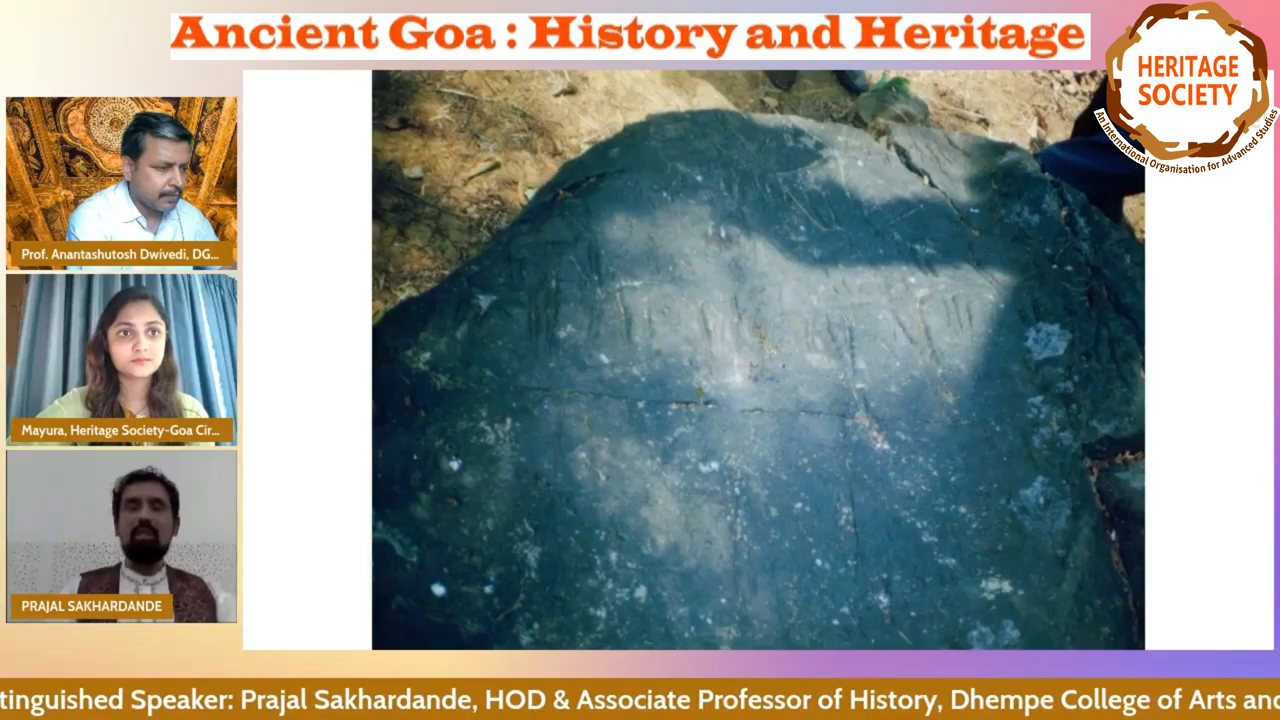 Ancient Goa : History and Heritage
HERITAGE
SOCIETY
An International Organisation for Advanced Studies
Prof. Anantashutosh Dwivedi, DG...
Mayura, Heritage Society-Goa Cir...
PRAJAL SAKHARDANDE
tinguished Speaker: Prajal Sakhardande, HOD & Associate Professor of History, Dhempe College of Arts and